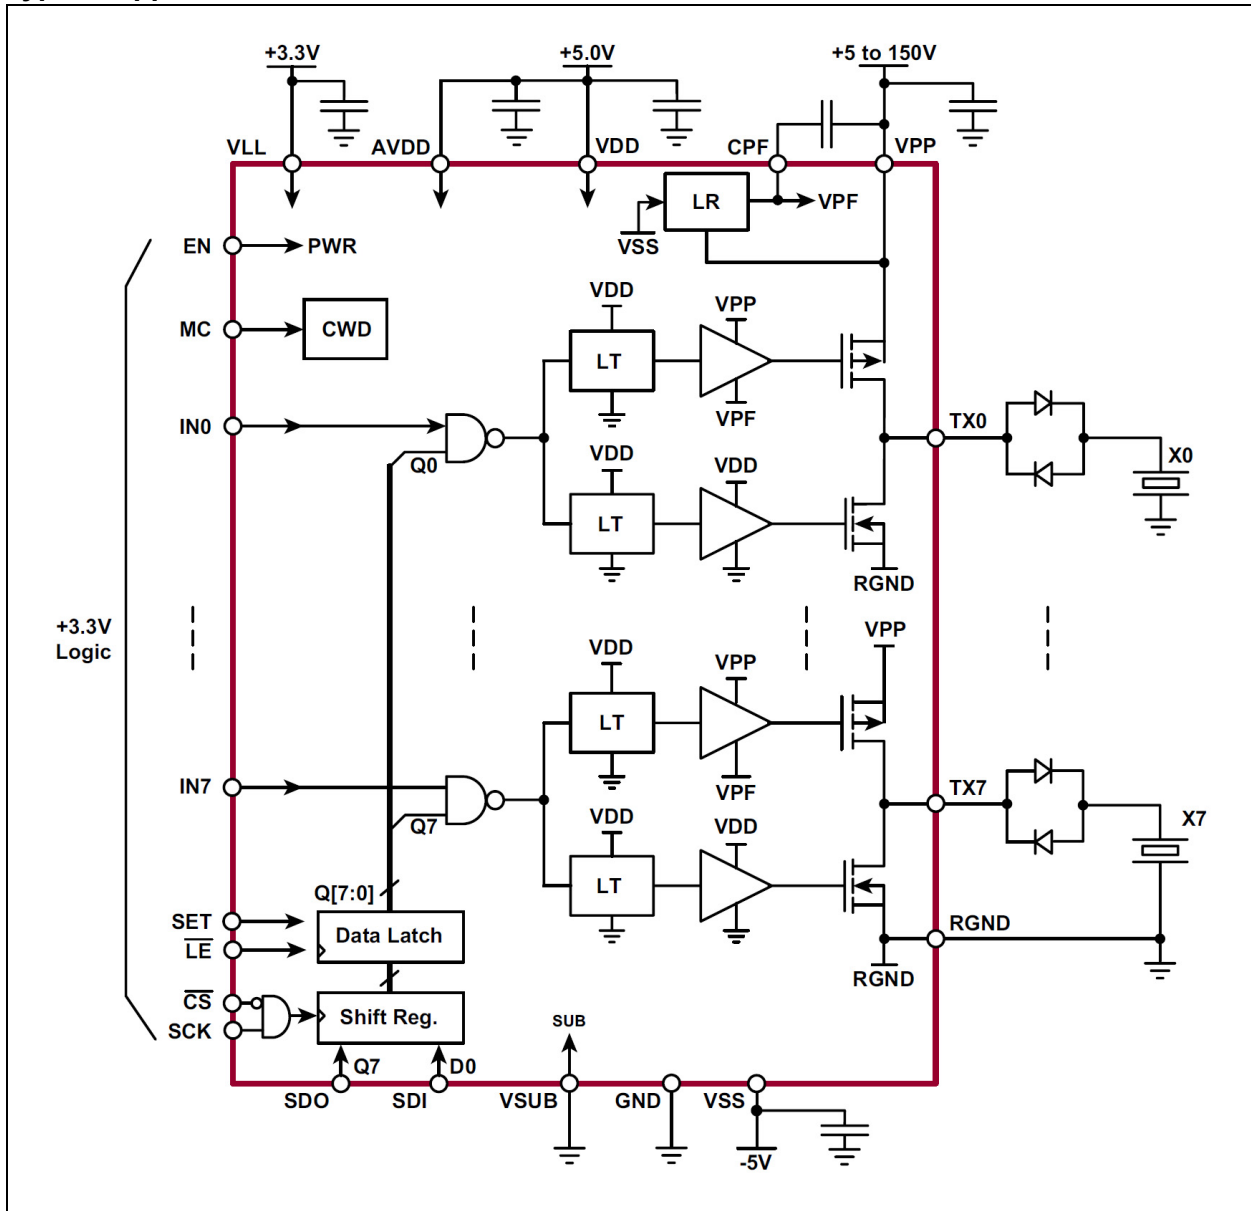 +3.3V
+5.0V
+5 to 150V
VLL
AVDD
VDD
CPF
VPP
LR
VPF
VSS
EN
PWR
MC
CWD
VDD
VPP
LT
VPF
IN0
TX0
Q0
VDD
VDD
X0
LT
RGND
+3.3V
Logic
VPP
VDD
VPP
LT
IN7
VPF
TX7
Q7
VDD
VDD
X7
LT
Q[7:0]
SET
RGND
Data Latch
LE
RGND
CS
Shift Reg.
SCK
SUB
Q7
D0
SDO
SDI
VSUB
GND
VSS
-5V